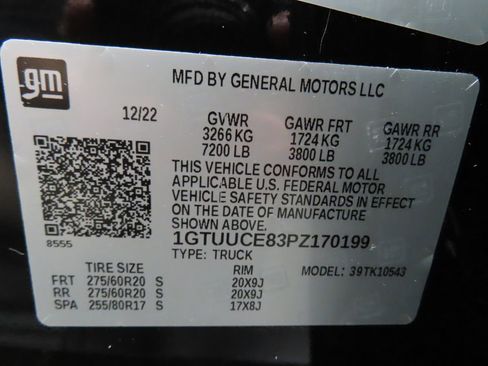 gm
MFD BY GENERAL MOTORS LLC
12/22 GVWR GAWR FRT GAWR RR
3266 KG 1724 KG 1724 KG
7200 LB 3800 LB 3800 LB
THIS VEHICLE CONFORMS TO ALL
APPLICABLE U.S. FEDERAL MOTOR
VEHICLE SAFETY STANDARDS IN
EFFECT ON THE DATE OF MANUFACTURE
SHOWN ABOVE.
8555 1GTUUCE83PZ170199
TYPE: TRUCK MODEL: 39TK10543
TIRE SIZE RIM
FRT 275/60R20 S 20X9J
RR 275/60R20 S 20X9J
SPA 255/80R17 S 17X8J